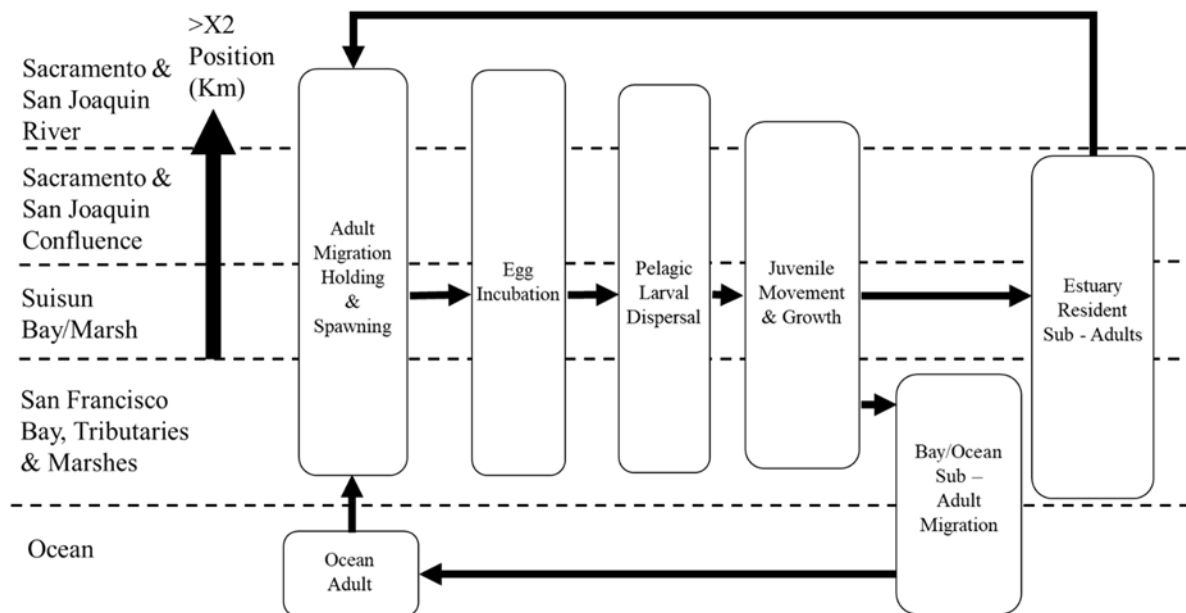 >X2
Position
(Km)
Sacramento &
San Joaquin
River
Sacramento &
San Joaquin
Confluence
Suisun
Bay/Marsh
San Francisco
Bay, Tributaries
& Marshes
Ocean
Adult
Migration
Holding
&
Spawning
Egg
Incubation
Pelagic
Larval
Dispersal
Juvenile
Movement
& Growth
Estuary
Resident
Sub - Adults
Bay/Ocean
Sub –
Adult
Migration
Ocean
Adult